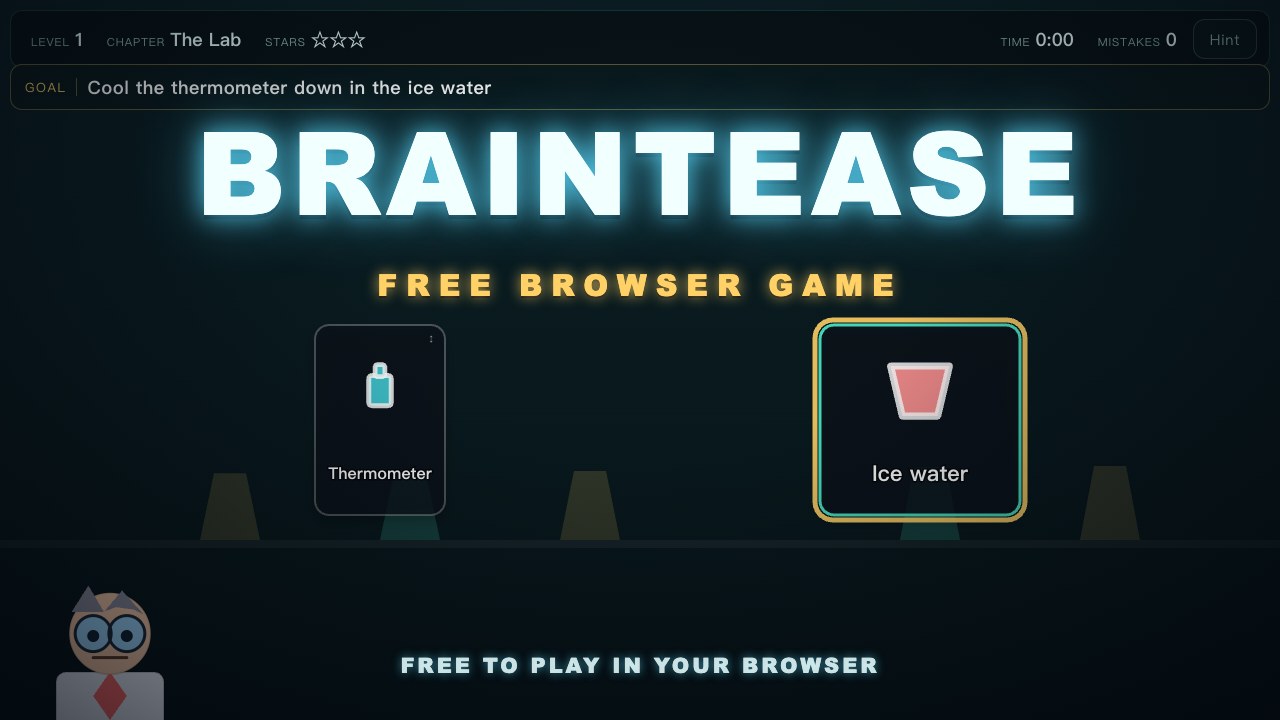 LEVEL 1 CHAPTER The Lab STARS ☆☆☆ TIME 0:00 MISTAKES 0 Hint
GOAL Cool the thermometer down in the ice water
BRAINTEASE
FREE BROWSER GAME
Thermometer
Ice water
FREE TO PLAY IN YOUR BROWSER